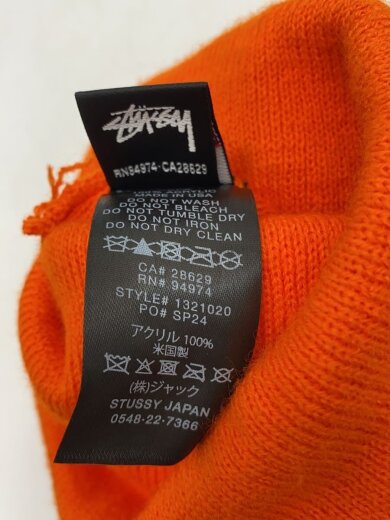 STÜSSY
RN94974 · CA28629
100% ACRYLIC
MADE IN USA
DO NOT WASH
DO NOT BLEACH
DO NOT TUMBLE DRY
DO NOT IRON
DO NOT DRY CLEAN
CA# 28629
RN# 94974
STYLE# 1321020
PO# SP24
アクリル 100%
米国製
(株)ジャック
STUSSY JAPAN
0548-22-7366